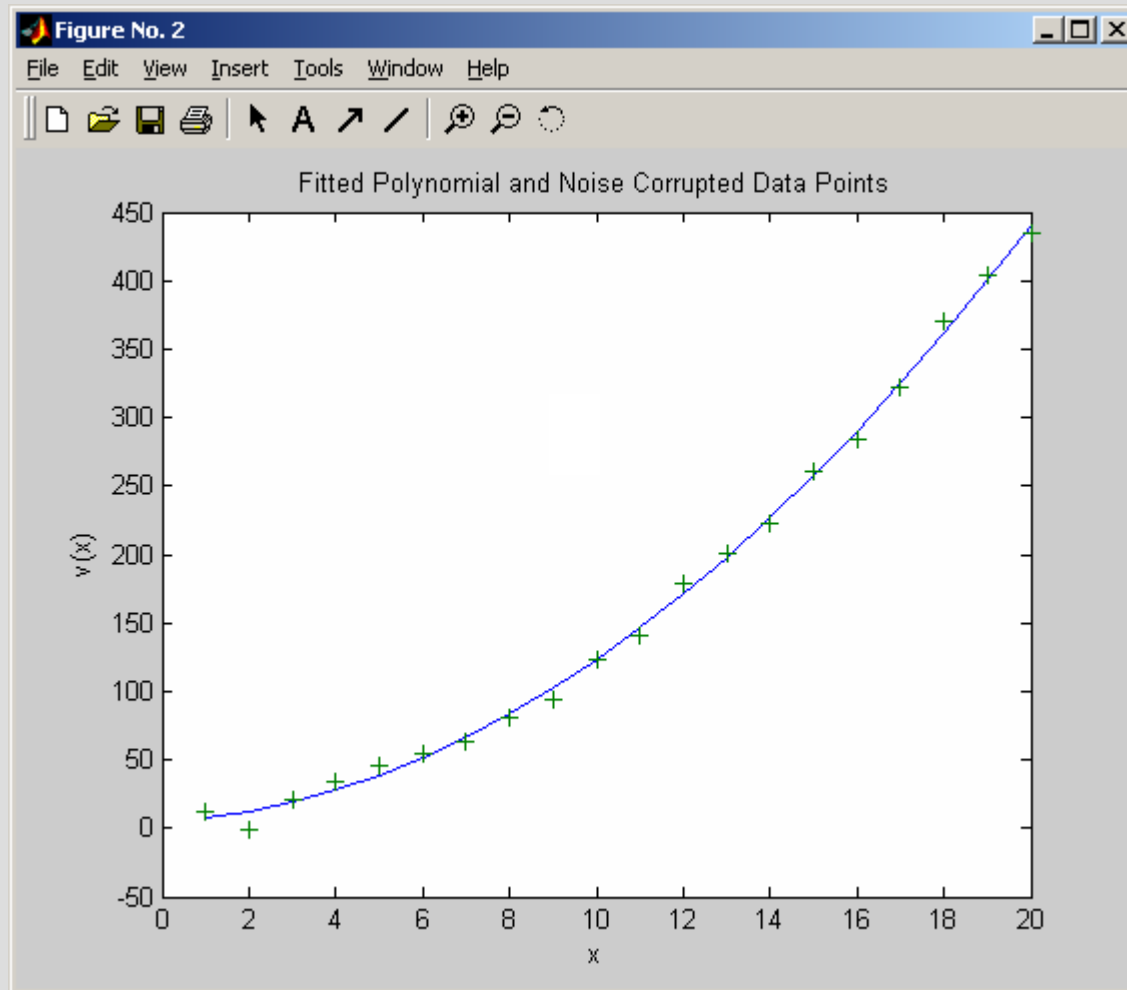 Figure No. 2
File Edit View Insert Tools Window Help
A
Fitted Polynomial and Noise Corrupted Data Points
450
400
350
300
250
200
150
100
50
0
-50
v(x)
0 2 4 6 8 10 12 14 16 18 20
x